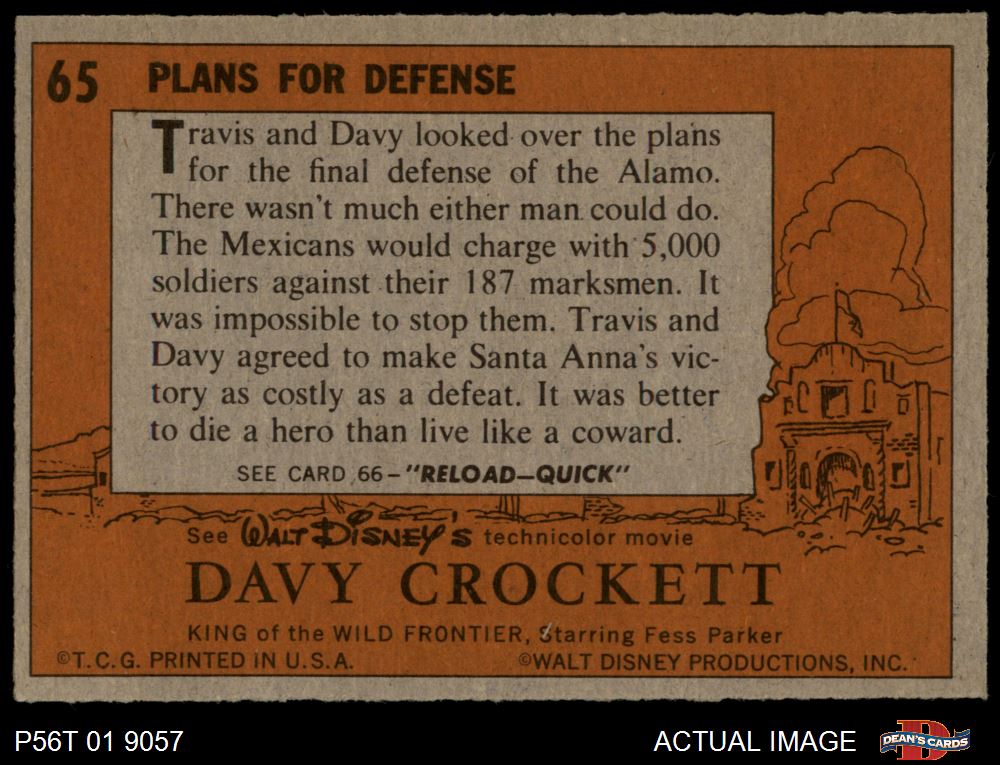 65 PLANS FOR DEFENSE
Travis and Davy looked over the plans
for the final defense of the Alamo.
There wasn't much either man could do.
The Mexicans would charge with 5,000
soldiers against their 187 marksmen. It
was impossible to stop them. Travis and
Davy agreed to make Santa Anna's vic-
tory as costly as a defeat. It was better
to die a hero than live like a coward.
SEE CARD 66-"RELOAD-QUICK"
See WALT DISNEY'S technicolor movie
DAVY CROCKETT
KING of the WILD FRONTIER, Starring Fess Parker
©T.C.G. PRINTED IN U.S.A. ©WALT DISNEY PRODUCTIONS, INC.
P56T 01 9057 ACTUAL IMAGE DEAN'S CARDS